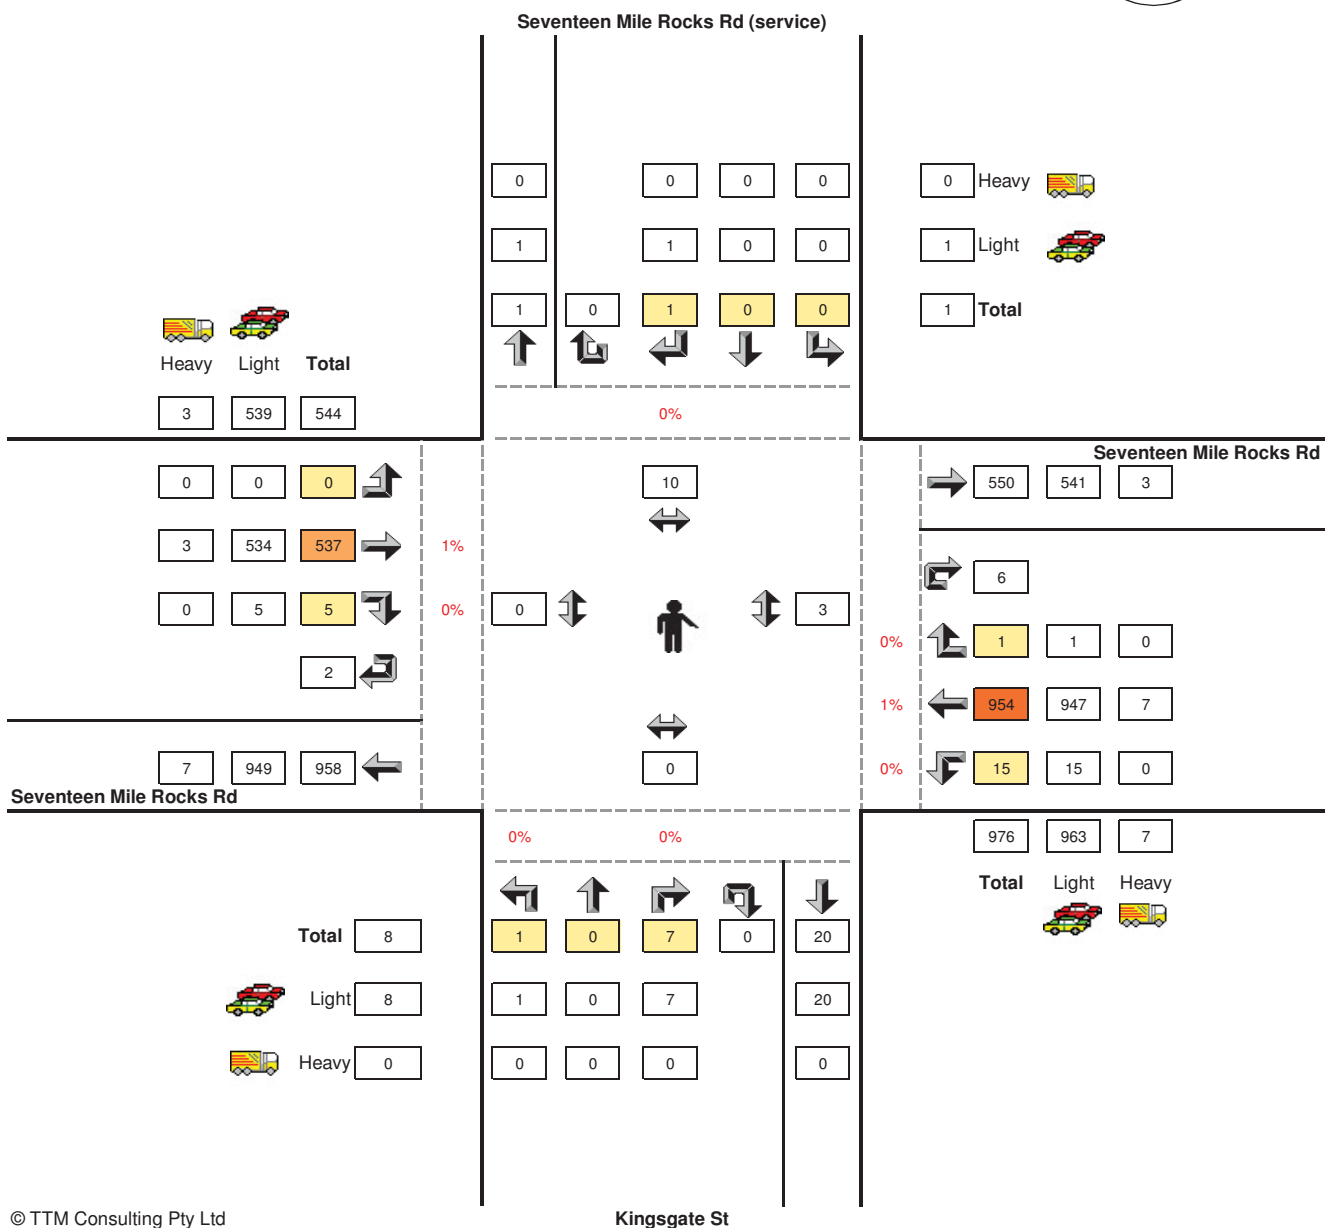 Seventeen Mile Rocks Rd (service)
0 0 0 0 0 Heavy
1 1 0 0 1 Light
1 0 1 0 0 1 Total
Heavy Light Total
3 539 544
0%
Seventeen Mile Rocks Rd
0 0 0 10 550 541 3
3 534 537 1%
6
0 5 5 0% 0 3
0% 1 1 0
2
1% 954 947 7
7 949 958 0 0% 15 15 0
Seventeen Mile Rocks Rd
0% 0% 976 963 7
Total Light Heavy
Total 8 1 0 7 0 20
Light 8 1 0 7 20
Heavy 0 0 0 0 0
© TTM Consulting Pty Ltd
Kingsgate St